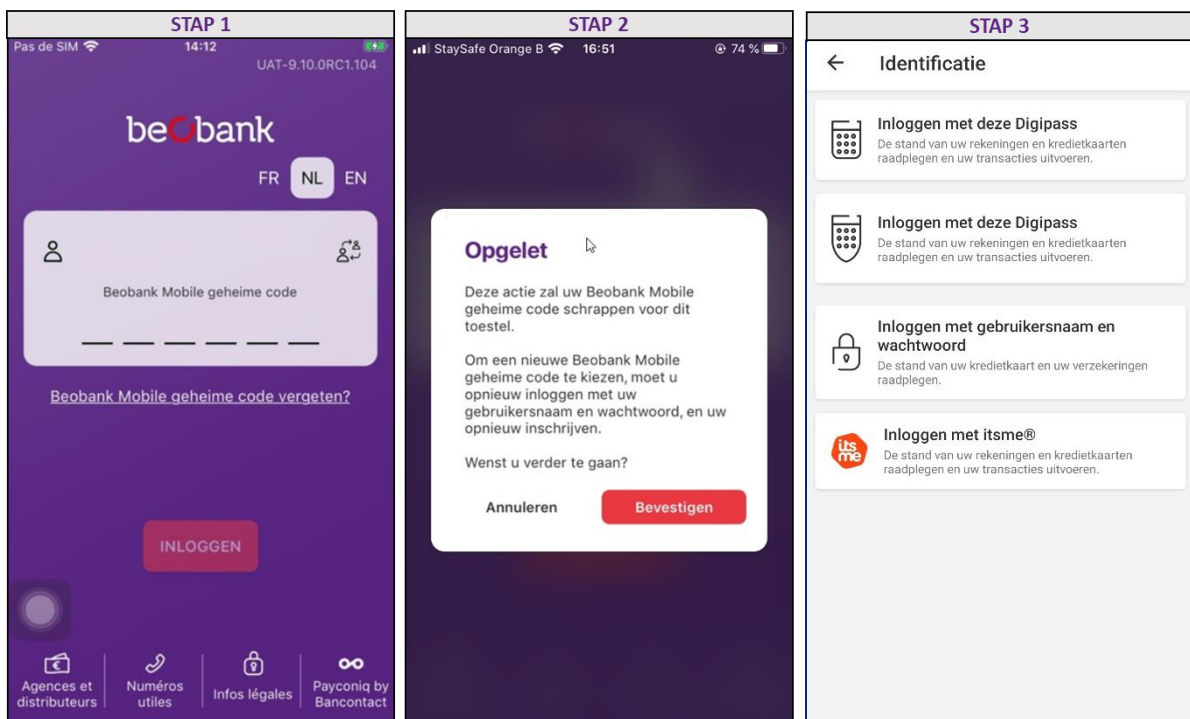 STAP 1
Pas de SIM 14:12
UAT-9.10.0RC1.104
beobank
FR NL EN
Beobank Mobile geheime code
Beobank Mobile geheime code vergeten?
INLOGGEN
Agences et
distributeurs
Numéros
utiles
Infos légales
Payconiq by
Bancontact
STAP 2
StaySafe Orange B 16:51 74 %
Opgelet
Deze actie zal uw Beobank Mobile
geheime code schrappen voor dit
toestel.
Om een nieuwe Beobank Mobile
geheime code te kiezen, moet u
opnieuw inloggen met uw
gebruikersnaam en wachtwoord, en uw
opnieuw inschrijven.
Wenst u verder te gaan?
Annuleren Bevestigen
STAP 3
Identificatie
Inloggen met deze Digipass
De stand van uw rekeningen en kredietkaarten
raadplegen en uw transacties uitvoeren.
Inloggen met deze Digipass
De stand van uw rekeningen en kredietkaarten
raadplegen en uw transacties uitvoeren.
Inloggen met gebruikersnaam en
wachtwoord
De stand van uw kredietkaart en uw verzekeringen
raadplegen.
its
me
Inloggen met itsme®
De stand van uw rekeningen en kredietkaarten
raadplegen en uw transacties uitvoeren.